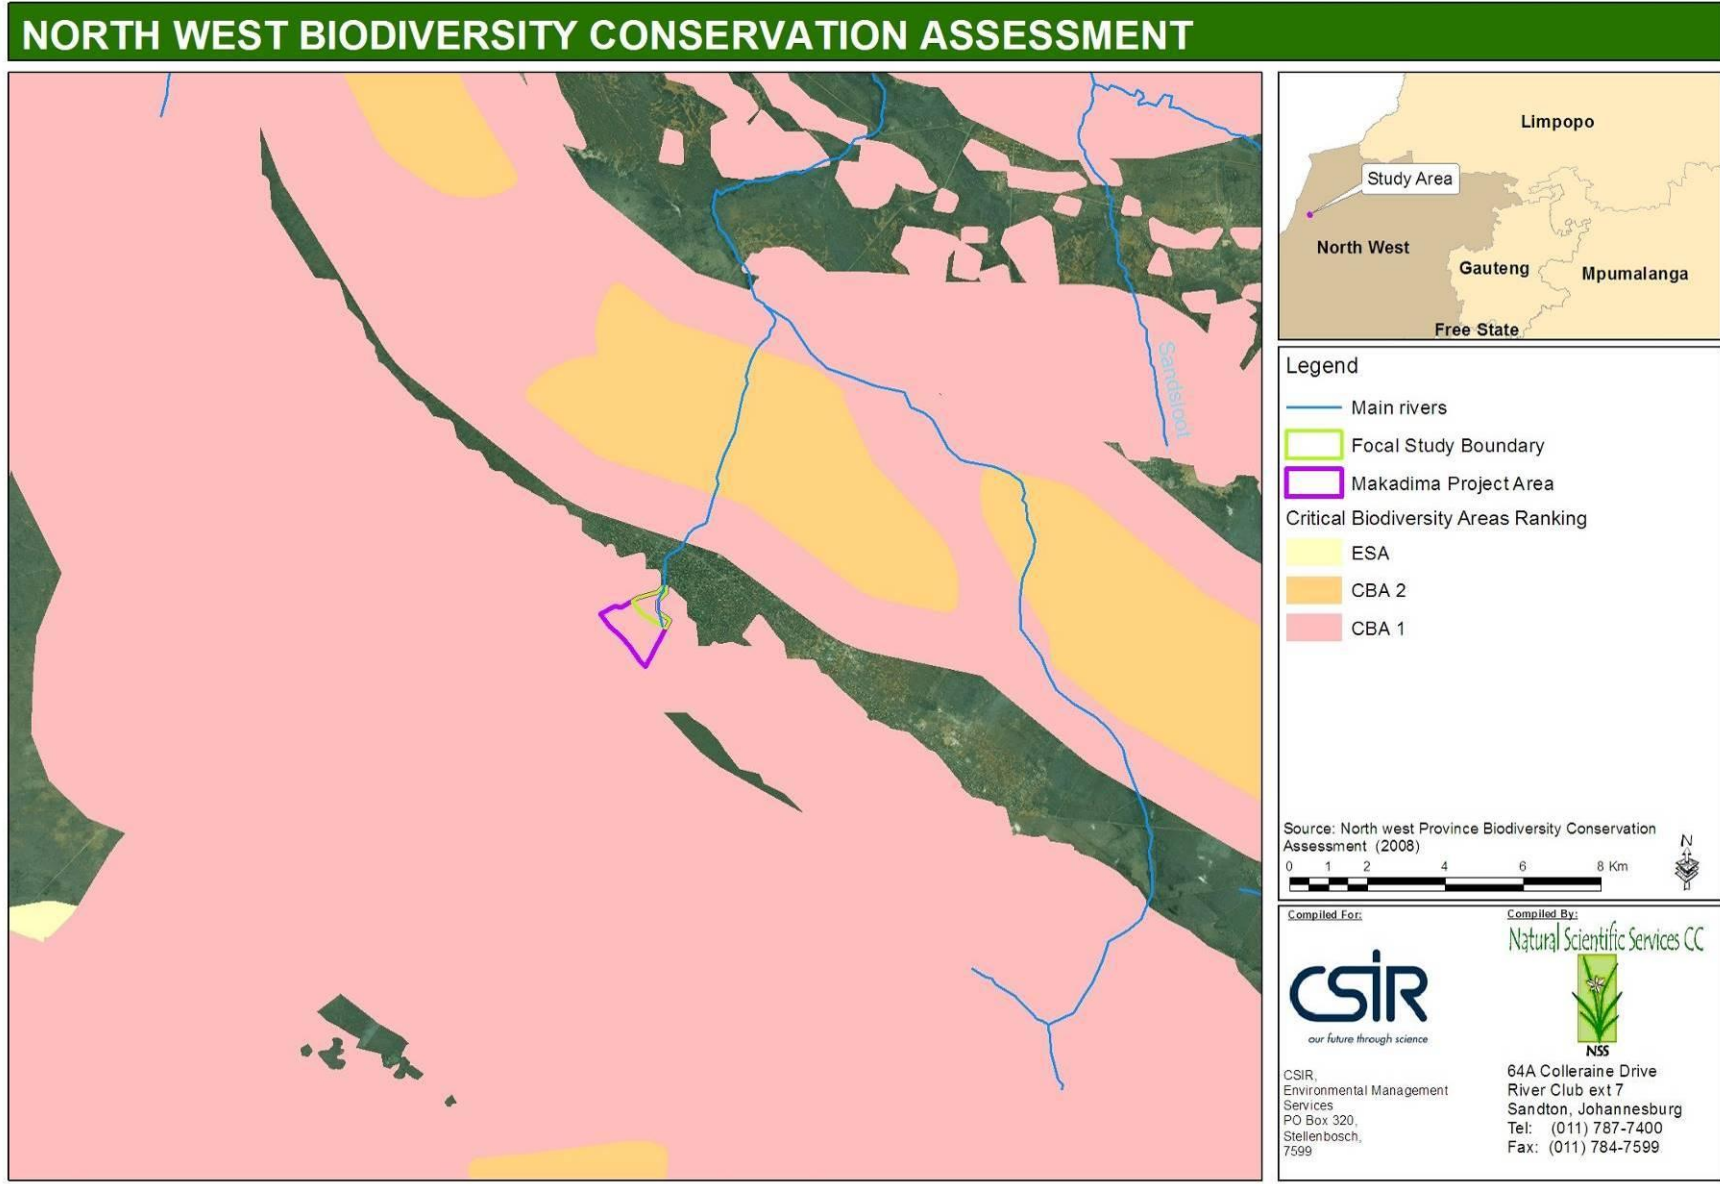 NORTH WEST BIODIVERSITY CONSERVATION ASSESSMENT
Sandsloot
Limpopo
Study Area
North West
Gauteng
Mpumalanga
Free State
Legend
Main rivers
Focal Study Boundary
Makadima Project Area
Critical Biodiversity Areas Ranking
ESA
CBA 2
CBA 1
Source: North west Province Biodiversity Conservation
Assessment (2008)
N
0 1 2 4 6 8 Km
Compiled For:
CSIR
our future through science
CSIR,
Environmental Management
Services
PO Box 320,
Stellenbosch,
7599
Compiled By:
Natural Scientific Services CC
NSS
64A Colleraine Drive
River Club ext 7
Sandton, Johannesburg
Tel: (011) 787-7400
Fax: (011) 784-7599